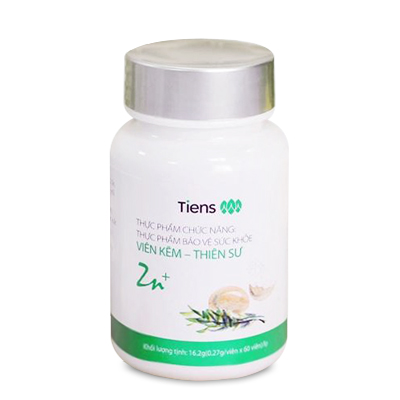 Tiens
THỰC PHẨM CHỨC NĂNG:
THỰC PHẨM BẢO VỆ SỨC KHỎE
VIÊN KẼM – THIÊN SƯ
Zn+
Khối lượng tịnh: 16.2g(0.27g/viên x 60 viên)/lọ